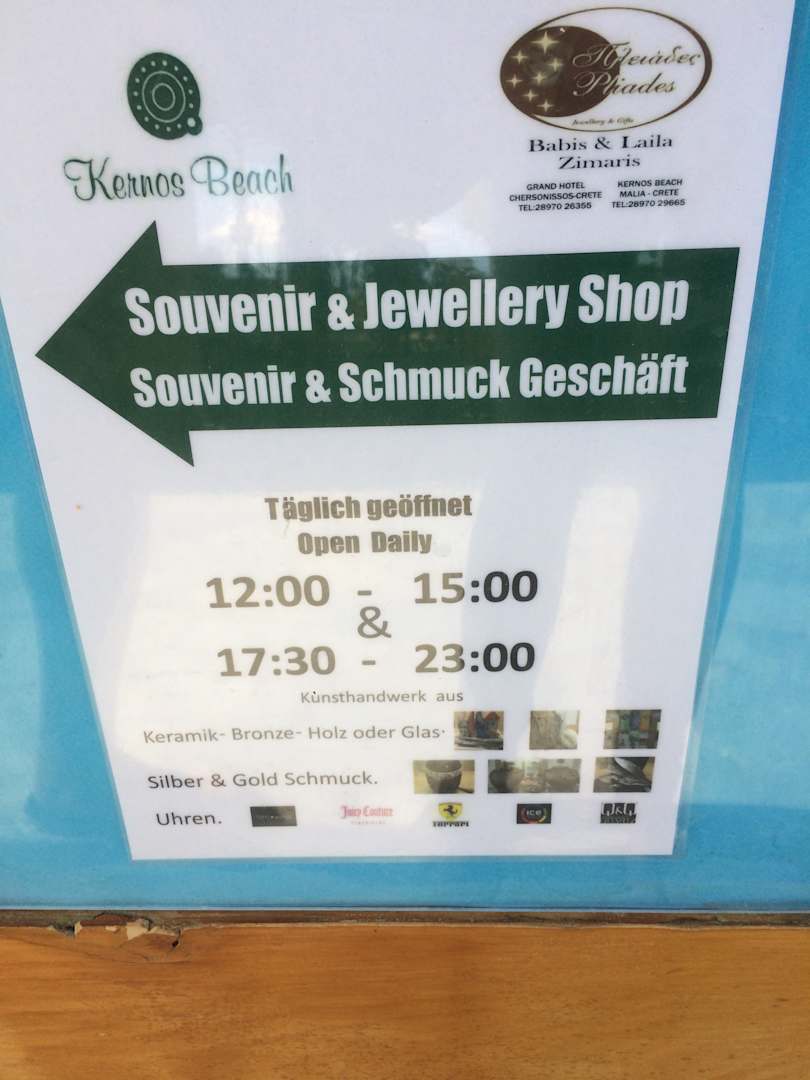 Kernos Beach
Πλειάδες
Pliades
Jewellery & Gifts
Babis & Laila
Zimaris
GRAND HOTEL
CHERSONISSOS-CRETE
TEL:28970 26355
KERNOS BEACH
MALIA - CRETE
TEL:28970 29665
Souvenir & Jewellery Shop
Souvenir & Schmuck Geschäft
Täglich geöffnet
Open Daily
12:00 - 15:00
&
17:30 - 23:00
Kunsthandwerk aus
Keramik- Bronze- Holz oder Glas·
Silber & Gold Schmuck.
Uhren.
Juicy Couture
Ferrari
ice